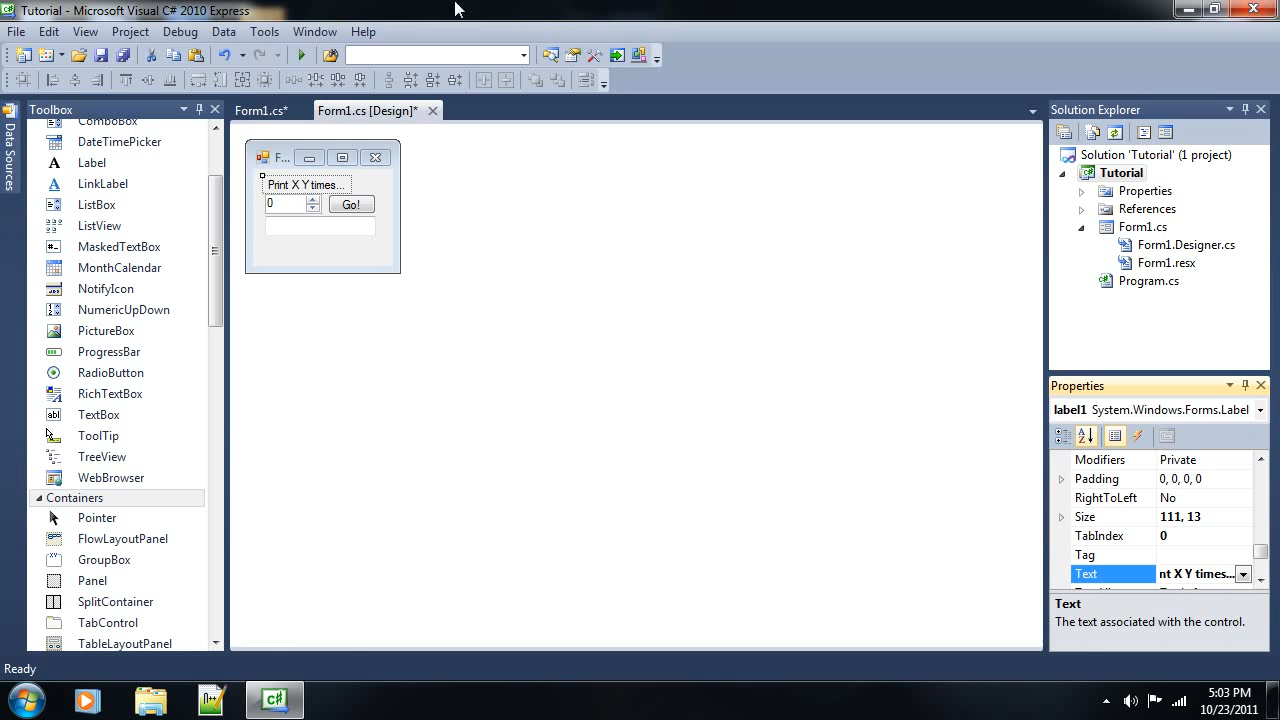 Tutorial - Microsoft Visual C# 2010 Express
File Edit View Project Debug Data Tools Window Help
Data Sources
Toolbox
ComboBox
DateTimePicker
Label
LinkLabel
ListBox
ListView
MaskedTextBox
MonthCalendar
NotifyIcon
NumericUpDown
PictureBox
ProgressBar
RadioButton
RichTextBox
TextBox
ToolTip
TreeView
WebBrowser
Containers
Pointer
FlowLayoutPanel
GroupBox
Panel
SplitContainer
TabControl
TableLayoutPanel
Form1.cs* Form1.cs [Design]*
F...
Print X Y times...
0 Go!
Solution Explorer
Solution 'Tutorial' (1 project)
Tutorial
Properties
References
Form1.cs
Form1.Designer.cs
Form1.resx
Program.cs
Properties
label1 System.Windows.Forms.Label
Modifiers Private
Padding 0, 0, 0, 0
RightToLeft No
Size 111, 13
TabIndex 0
Tag
Text nt X Y times...
Text
The text associated with the control.
Ready
5:03 PM
10/23/2011